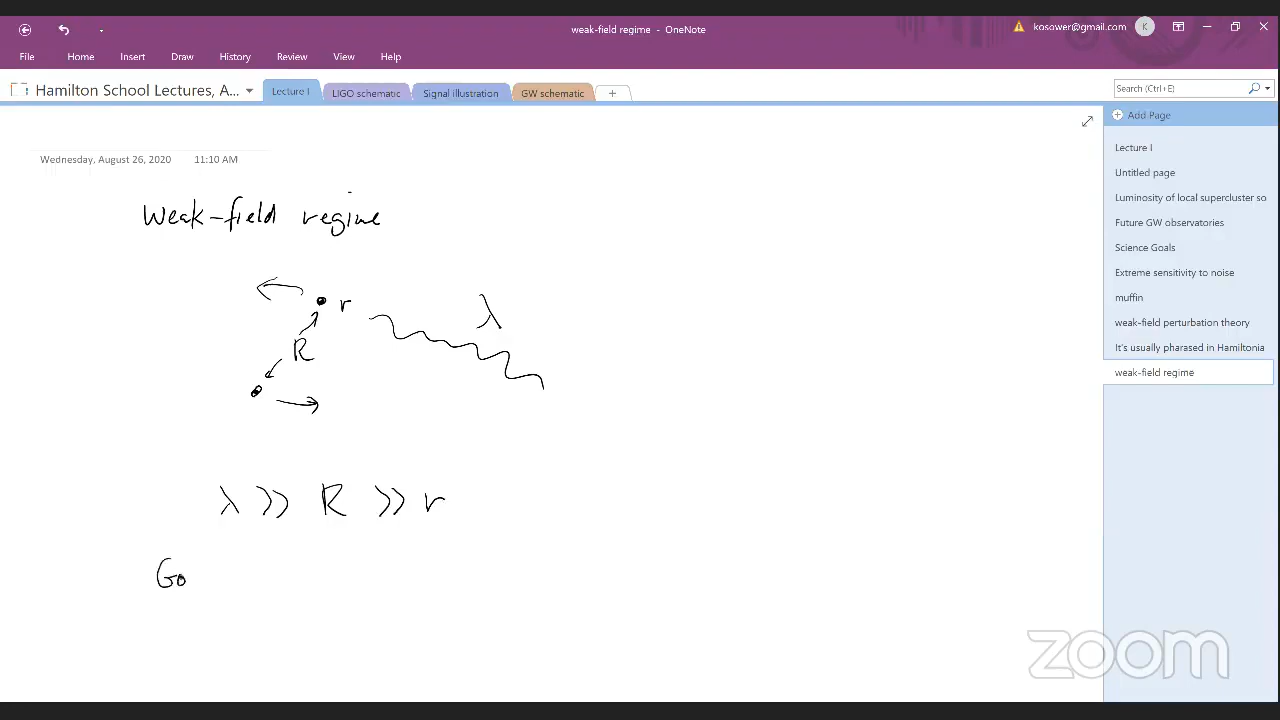 weak-field regime - OneNote
kosower@gmail.com K
File Home Insert Draw History Review View Help
Hamilton School Lectures, A... Lecture I LIGO schematic Signal illustration GW schematic +
Search (Ctrl+E)
Add Page
Wednesday, August 26, 2020 11:10 AM
Lecture I
Untitled page
Luminosity of local supercluster so
Future GW observatories
Science Goals
Extreme sensitivity to noise
muffin
weak-field perturbation theory
It's usually pharased in Hamiltonia
weak-field regime
Weak-field regime
r
λ
R
λ >> R >> r
Go
zoom